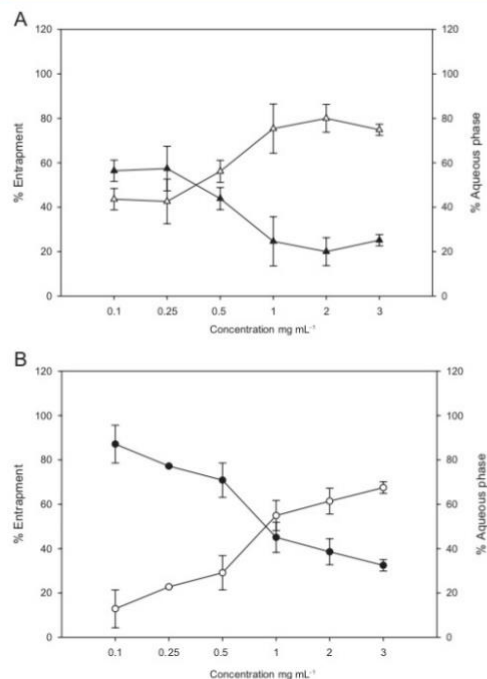 A
120 120
100 100
80 80
60 60
40 40
20 20
0 0
% Entrapment
% Aqueous phase
0.1 0.25 0.5 1 2 3
Concentration mg mL⁻¹
B
120 120
100 100
80 80
60 60
40 40
20 20
0 0
% Entrapment
% Aqueous phase
0.1 0.25 0.5 1 2 3
Concentration mg mL⁻¹